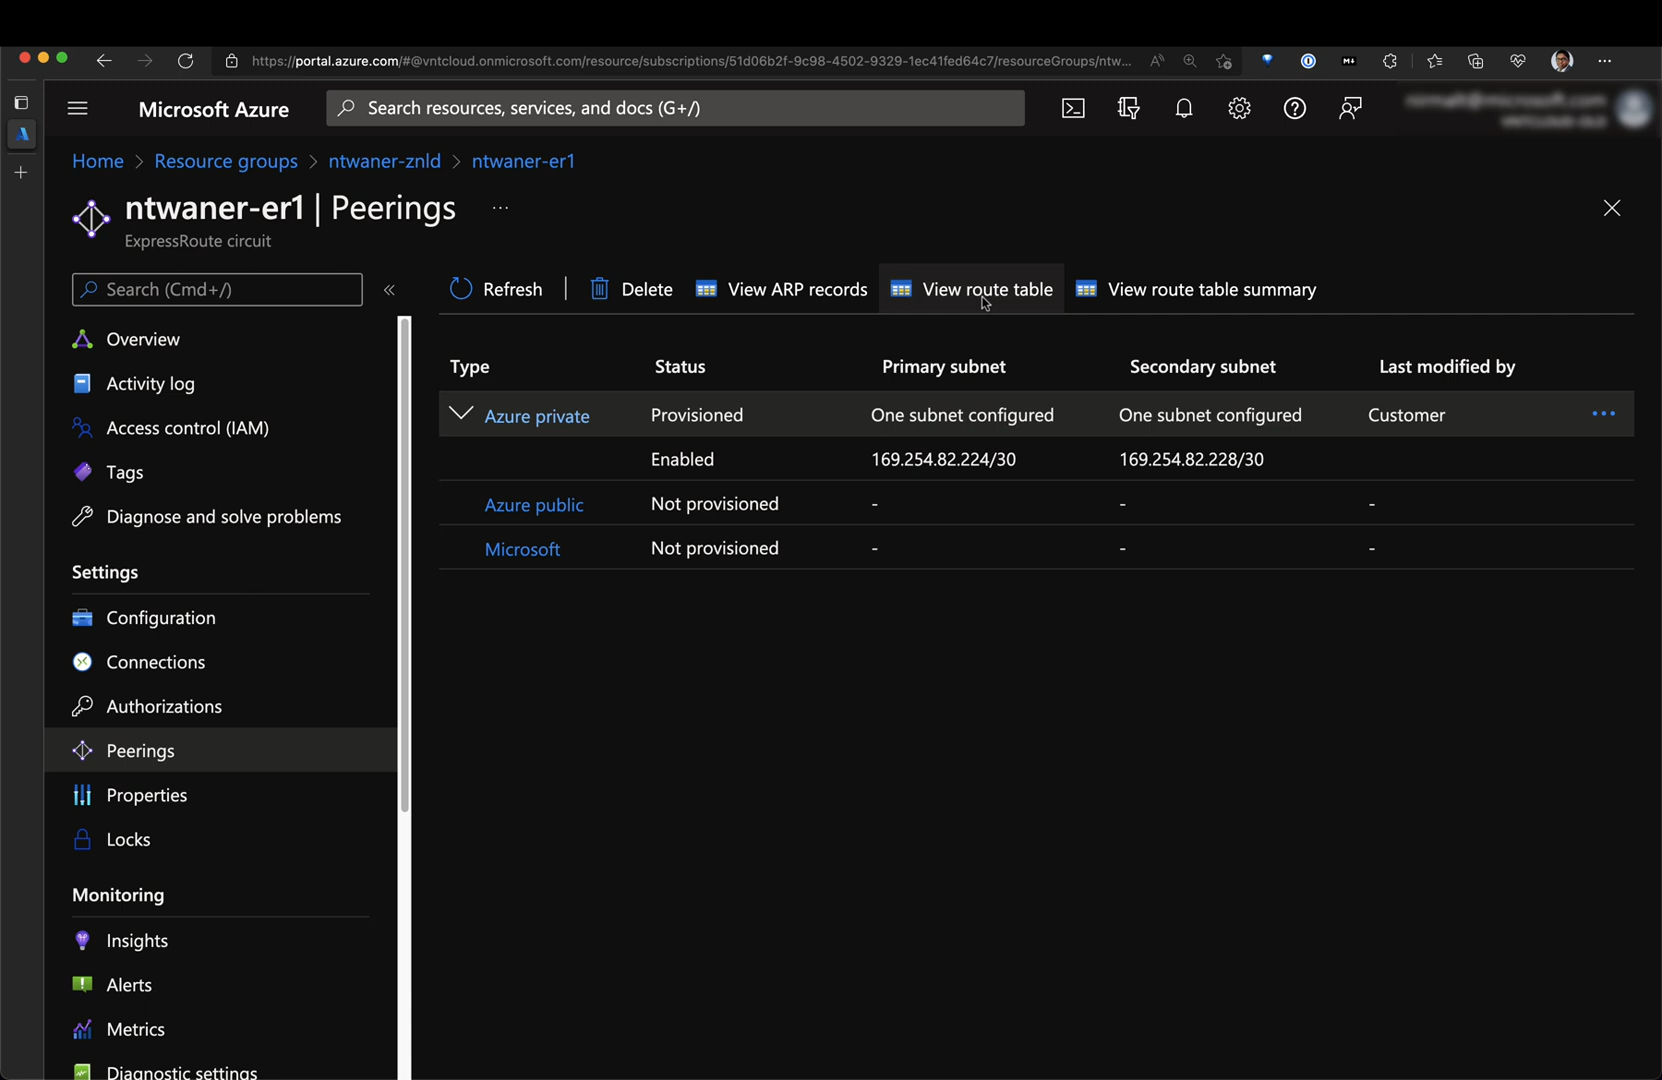 https://portal.azure.com/#@vntcloud.onmicrosoft.com/resource/subscriptions/51d06b2f-9c98-4502-9329-1ec41fed64c7/resourceGroups/ntw...
Microsoft Azure
Search resources, services, and docs (G+/)
Home > Resource groups > ntwaner-znld > ntwaner-er1
ntwaner-er1 | Peerings ...
ExpressRoute circuit
Search (Cmd+/)
«
Refresh
Delete
View ARP records
View route table
View route table summary
Overview
Activity log
Access control (IAM)
Tags
Diagnose and solve problems
Settings
Configuration
Connections
Authorizations
Peerings
Properties
Locks
Monitoring
Insights
Alerts
Metrics
Diagnostic settings
Type Status Primary subnet Secondary subnet Last modified by
Azure private Provisioned One subnet configured One subnet configured Customer ...
Enabled 169.254.82.224/30 169.254.82.228/30
Azure public Not provisioned - - -
Microsoft Not provisioned - - -